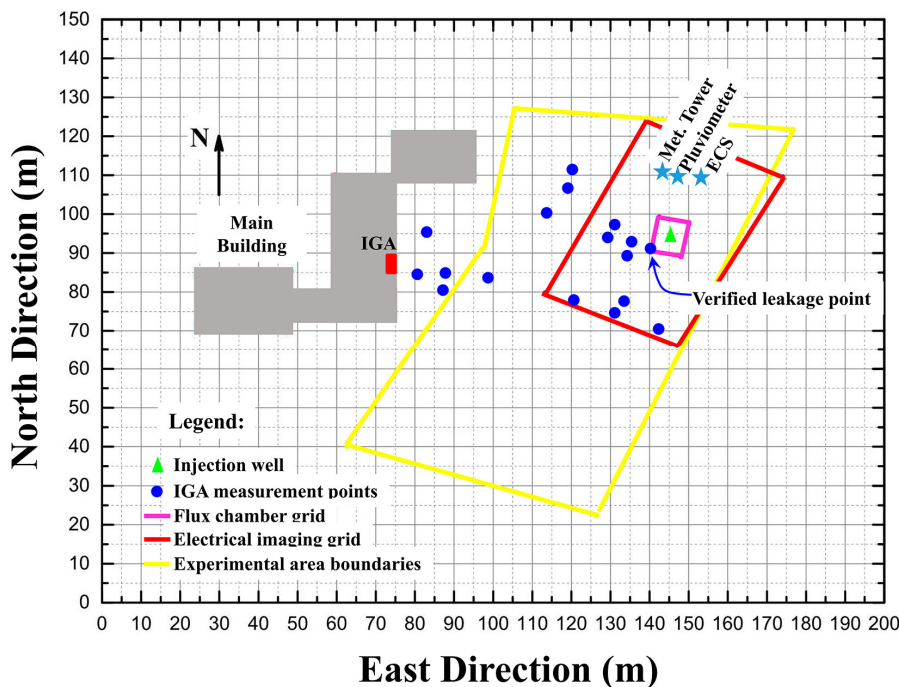 150
140
130
120
110
100
90
80
70
60
50
40
30
20
10
0
North Direction (m)
N
Met. Tower
Pluviometer
ECS
Main
Building
IGA
Verified leakage point
Legend:
Injection well
IGA measurement points
Flux chamber grid
Electrical imaging grid
Experimental area boundaries
0 10 20 30 40 50 60 70 80 90 100 110 120 130 140 150 160 170 180 190 200
East Direction (m)